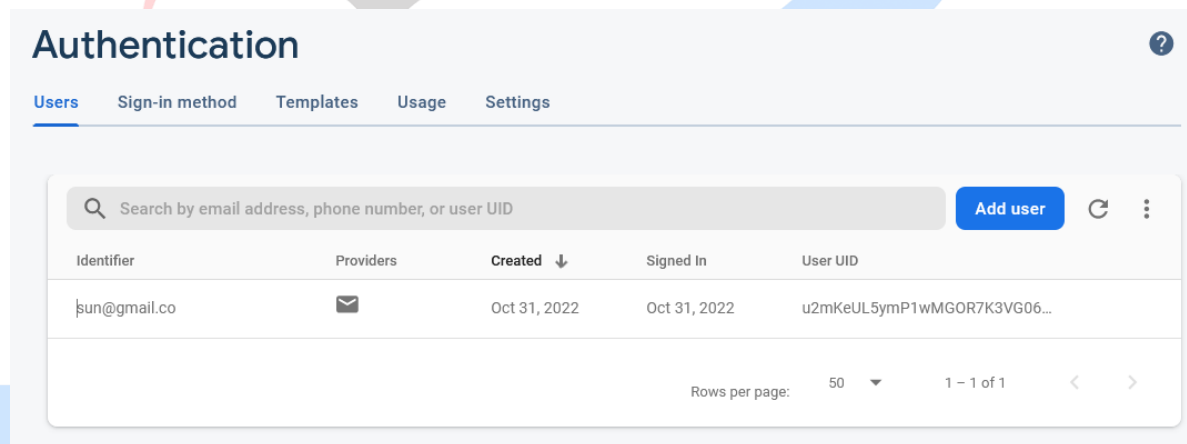 Authentication
Users Sign-in method Templates Usage Settings
Search by email address, phone number, or user UID Add user
Identifier Providers Created Signed In User UID
sun@gmail.co Oct 31, 2022 Oct 31, 2022 u2mKeUL5ymP1wMGOR7K3VG06...
Rows per page: 50 1 – 1 of 1